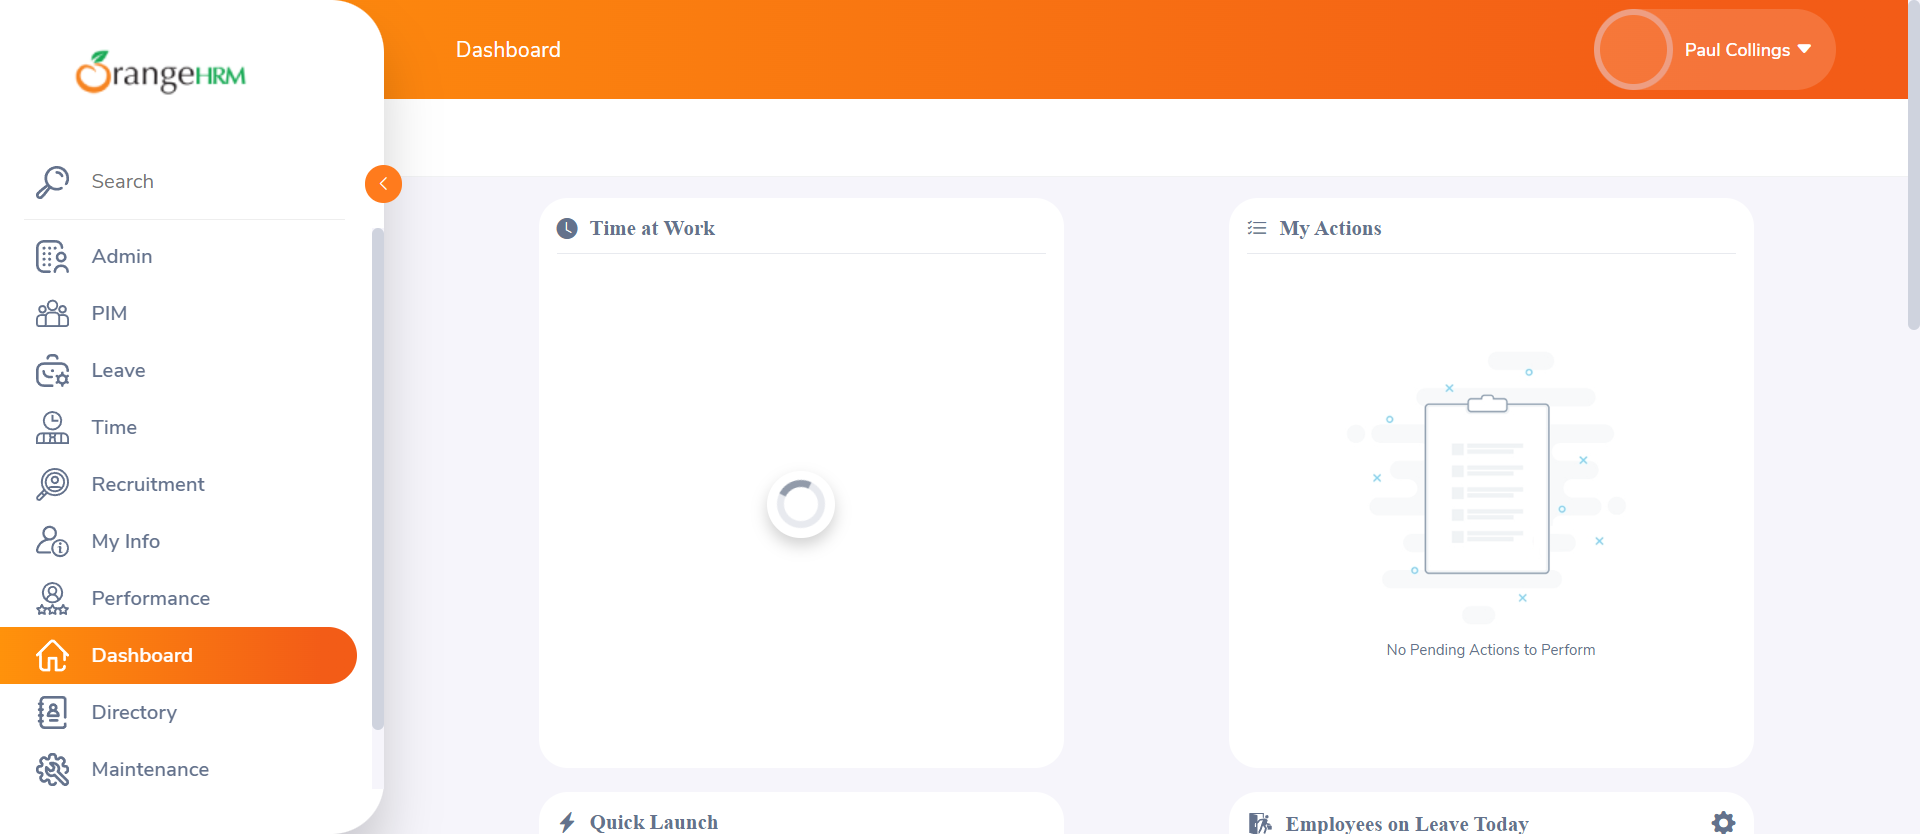 OrangeHRM
Dashboard
Paul Collings
Search
Admin
PIM
Leave
Time
Recruitment
My Info
Performance
Dashboard
Directory
Maintenance
Time at Work
My Actions
No Pending Actions to Perform
Quick Launch
Employees on Leave Today